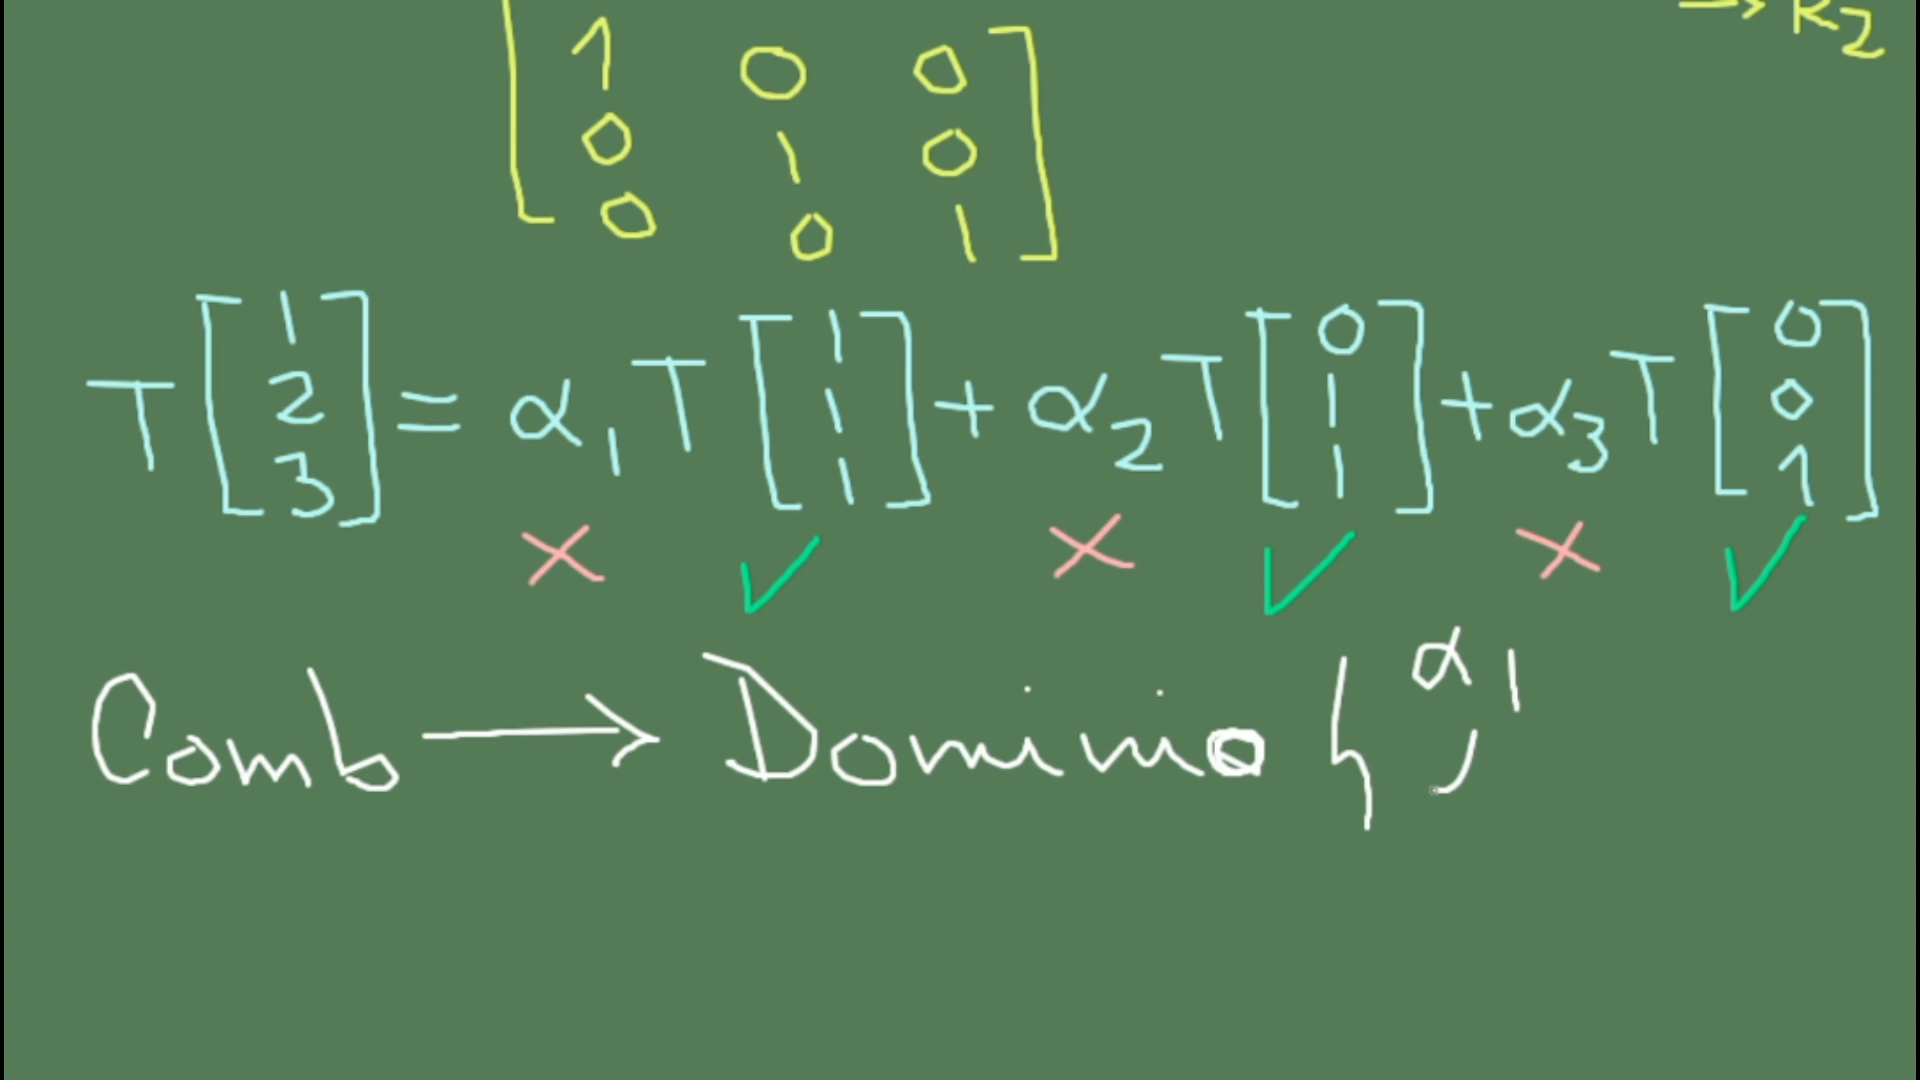 → R2
1 0 0
0 1 0
0 0 1
T[1 2 3] = α1 T[1 1 1] + α2 T[0 1 1] + α3 T[0 0 1]
× ✓ × ✓ × ✓
Comb → Dominio { α1,